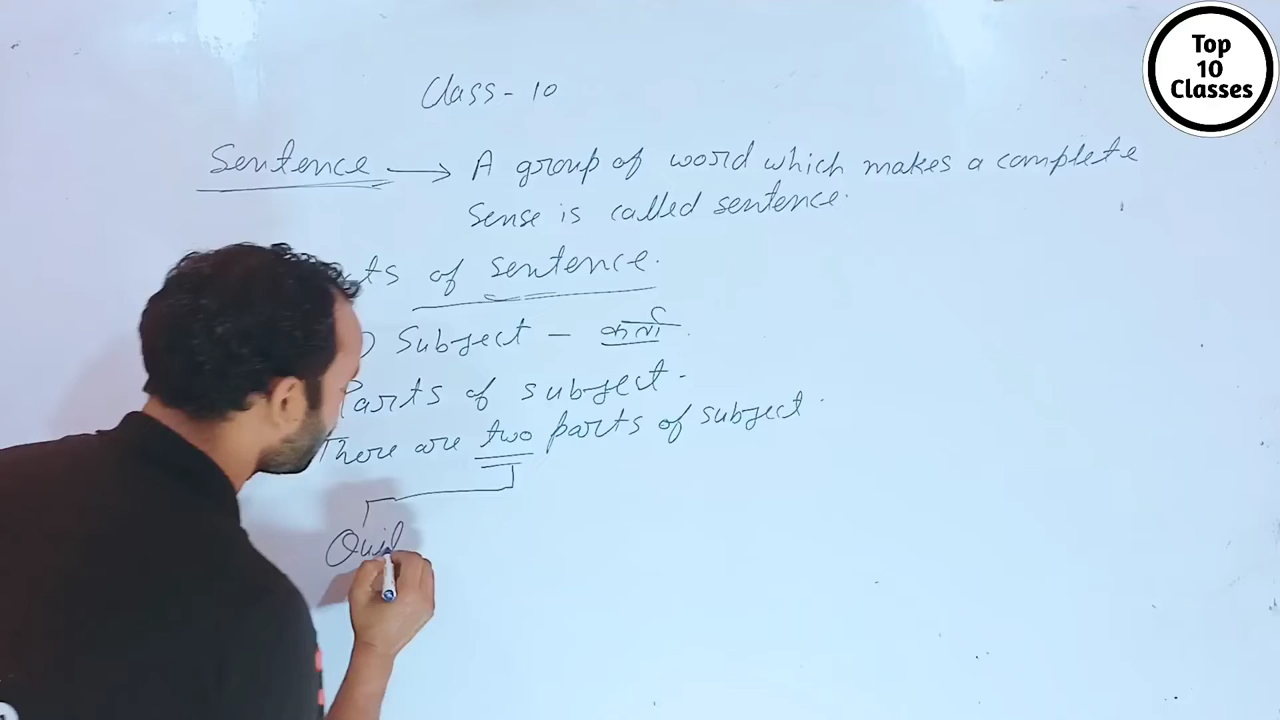 Class - 10
Sentence → A group of word which makes a complete
sense is called sentence.
of sentence.
Subject - कर्ता
Parts of subject -
There are two parts of subject.
Top
10
Classes